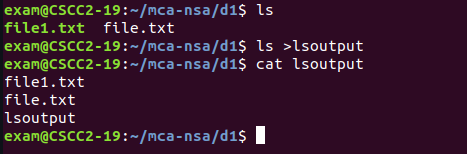 exam@CSCC2-19:~/mca-nsa/d1$ ls
file1.txt  file.txt
exam@CSCC2-19:~/mca-nsa/d1$ ls >lsoutput
exam@CSCC2-19:~/mca-nsa/d1$ cat lsoutput
file1.txt
file.txt
lsoutput
exam@CSCC2-19:~/mca-nsa/d1$